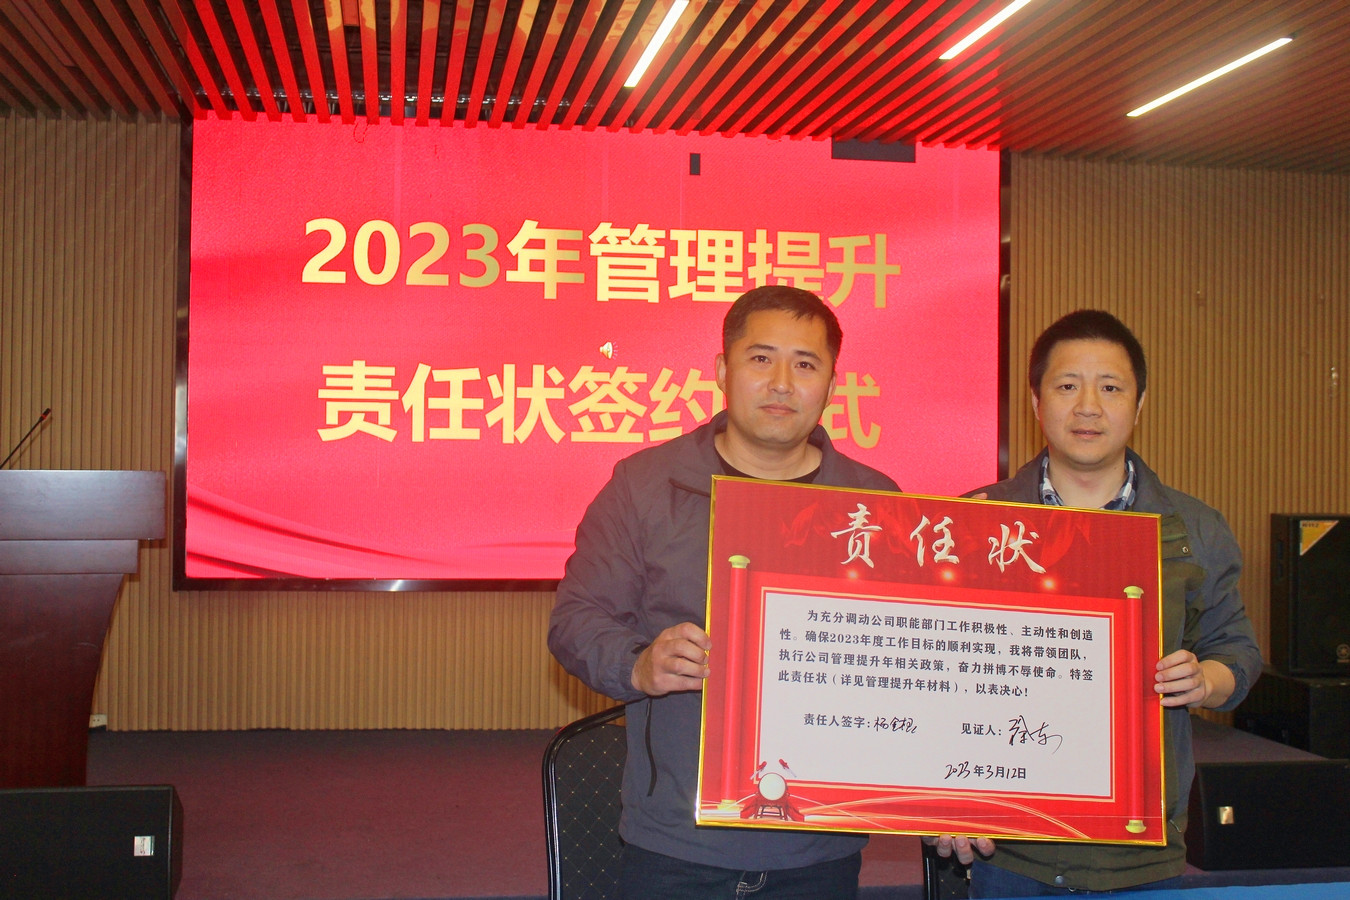 2023年管理提升
责任状签约 式
责任状
为充分调动公司职能部门工作积极性、主动性和创造
性。确保2023年度工作目标的顺利实现，我将带领团队，
执行公司管理提升年相关政策，奋力拼博不辱使命。特签
此责任状（详见管理提升年材料），以表决心！
责任人签字： 见证人：
2023年3月12日